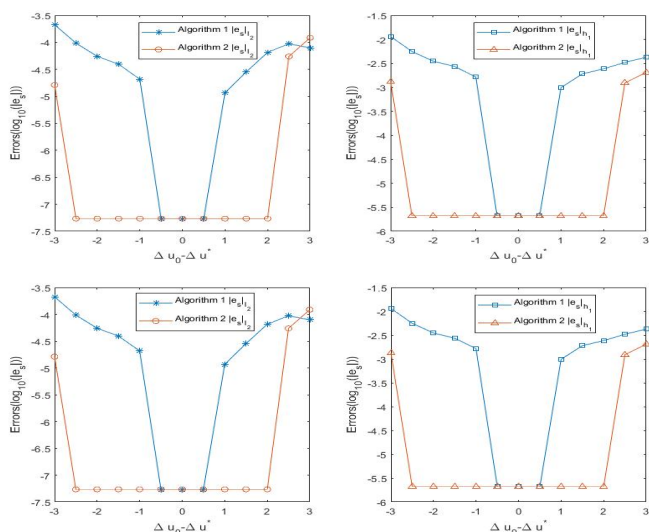 -3.5
-4
-4.5
-5
-5.5
-6
-6.5
-7
-7.5
Errors(log10(|es|))
Algorithm 1 |es|l2
Algorithm 2 |es|l2
-3 -2 -1 0 1 2 3
Δ u0-Δ u*
-1.5
-2
-2.5
-3
-3.5
-4
-4.5
-5
-5.5
-6
Errors(log10(|es|))
Algorithm 1 |es|h1
Algorithm 2 |es|h1
-3 -2 -1 0 1 2 3
Δ u0-Δ u*
-3.5
-4
-4.5
-5
-5.5
-6
-6.5
-7
-7.5
Errors(log10(|es|))
Algorithm 1 |es|l2
Algorithm 2 |es|l2
-3 -2 -1 0 1 2 3
Δ u0-Δ u*
-1.5
-2
-2.5
-3
-3.5
-4
-4.5
-5
-5.5
-6
Errors(log10(|es|))
Algorithm 1 |es|h1
Algorithm 2 |es|h1
-3 -2 -1 0 1 2 3
Δ u0-Δ u*